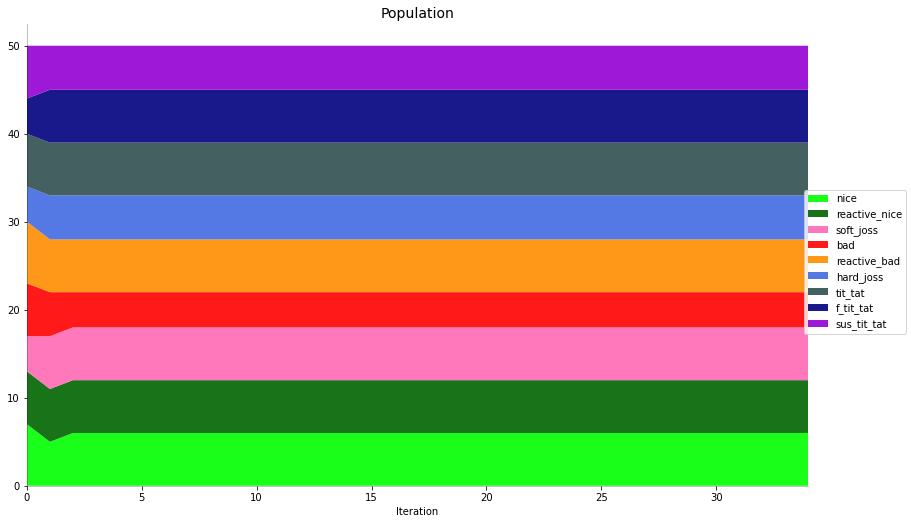 Population
50
40
30
20
10
0
nice
reactive_nice
soft_joss
bad
reactive_bad
hard_joss
tit_tat
f_tit_tat
sus_tit_tat
0 5 10 15 20 25 30
Iteration